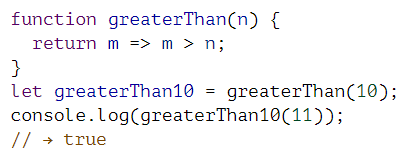 function greaterThan(n) {
  return m => m > n;
}
let greaterThan10 = greaterThan(10);
console.log(greaterThan10(11));
// → true